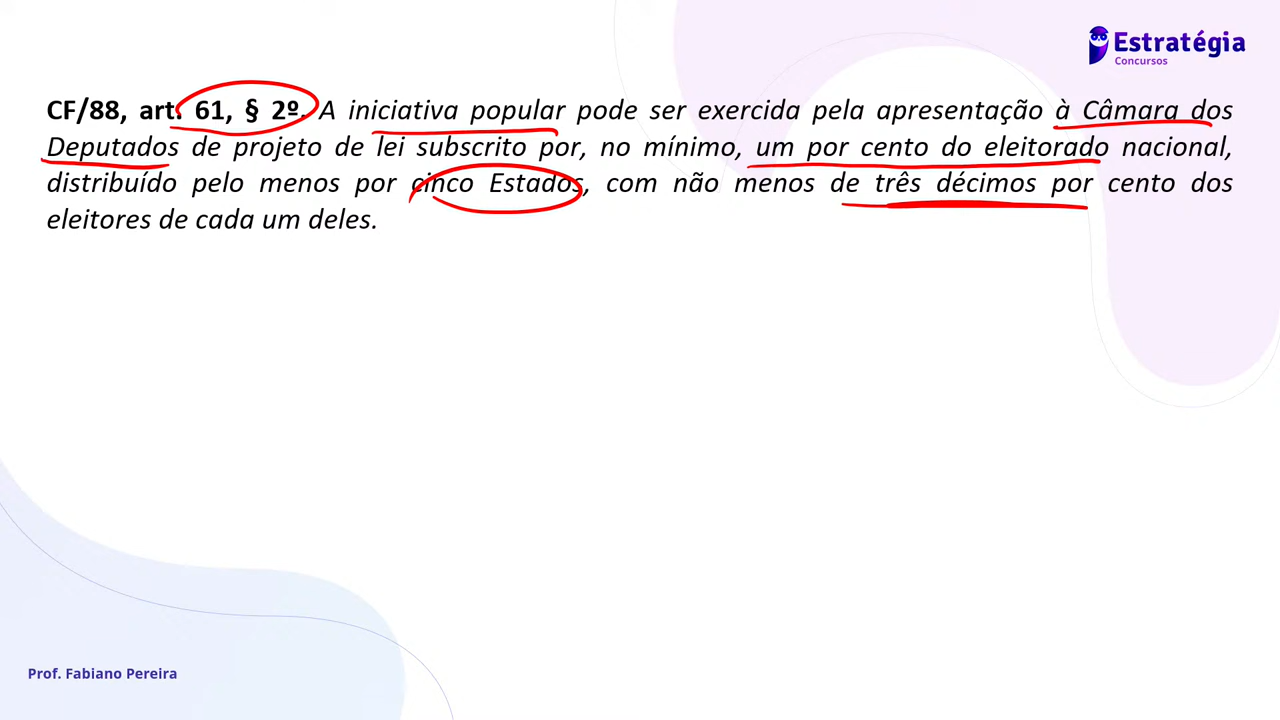 Estratégia
Concursos
CF/88, art. 61, § 2º. A iniciativa popular pode ser exercida pela apresentação à Câmara dos
Deputados de projeto de lei subscrito por, no mínimo, um por cento do eleitorado nacional,
distribuído pelo menos por cinco Estados, com não menos de três décimos por cento dos
eleitores de cada um deles.
Prof. Fabiano Pereira